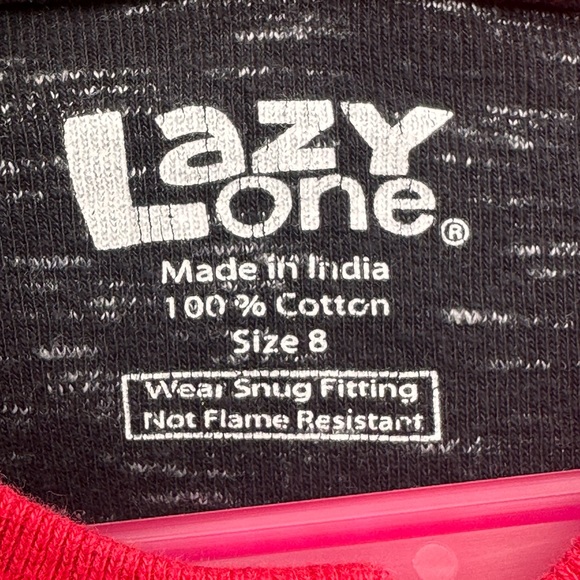 Lazy
one®
Made in India
100 % Cotton
Size 8
Wear Snug Fitting
Not Flame Resistant